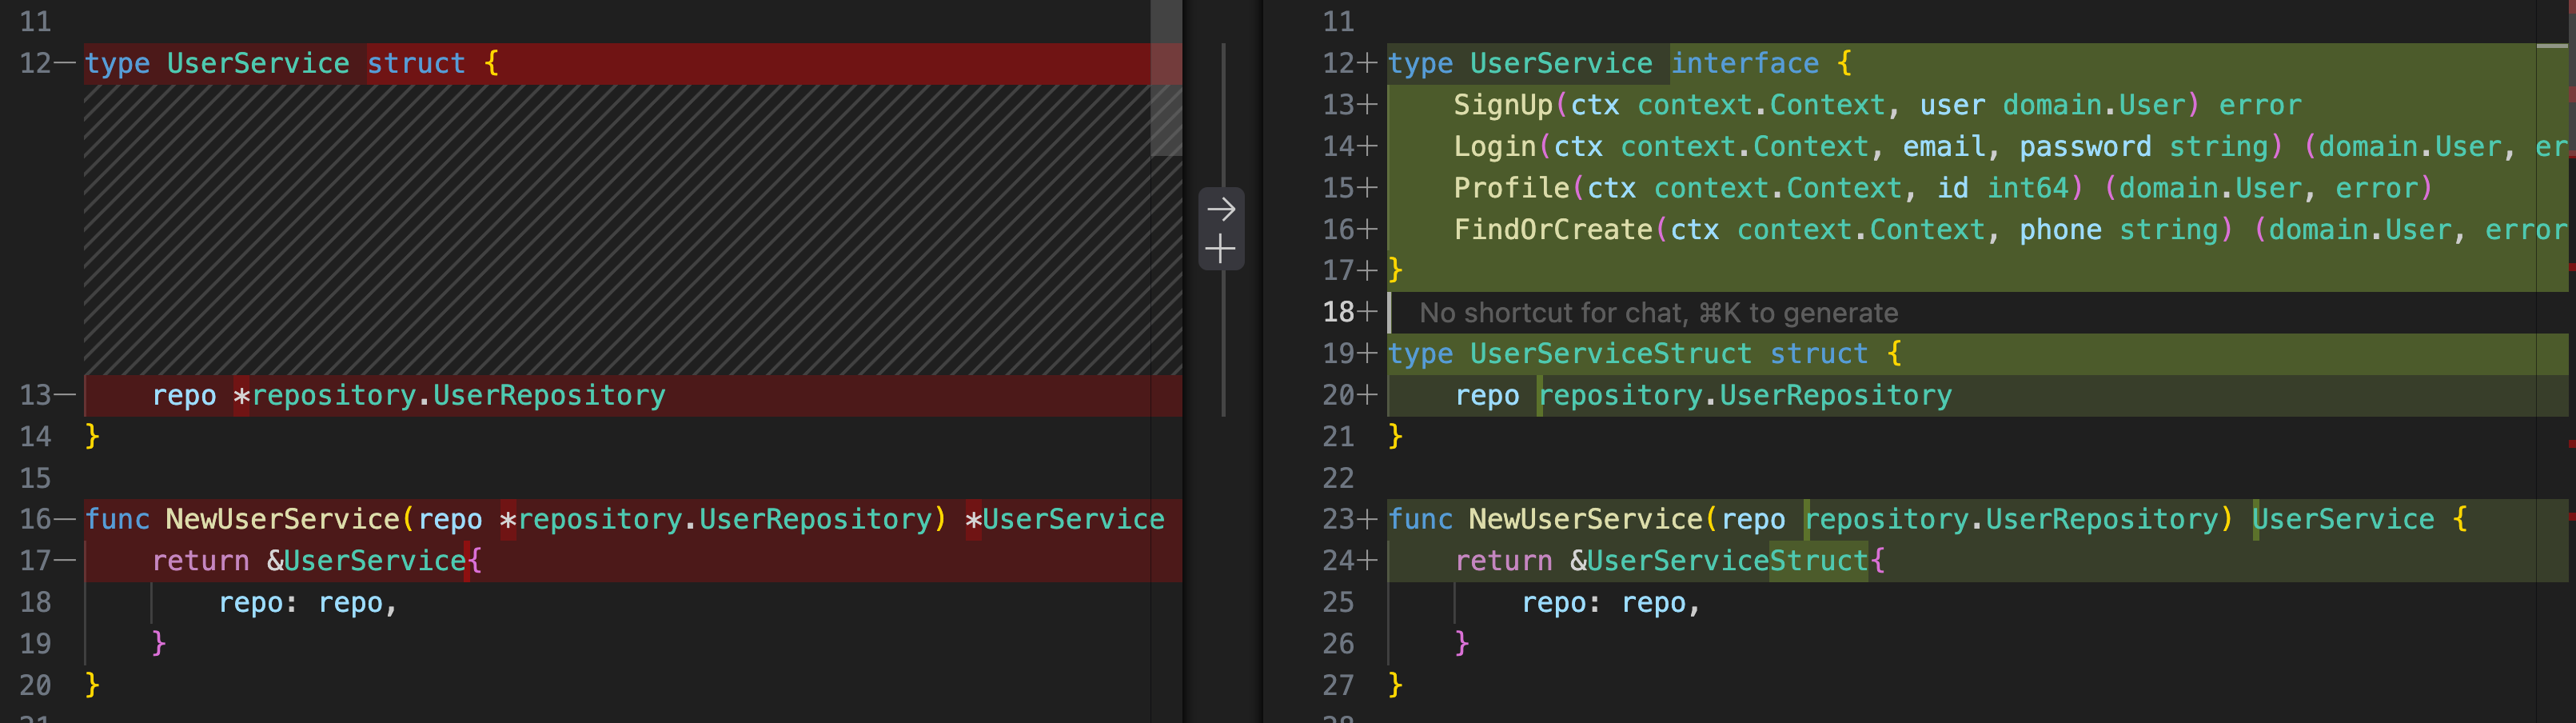 11
12— type UserService struct {
13— repo *repository.UserRepository
14 }
15
16— func NewUserService(repo *repository.UserRepository) *UserService
17— return &UserService{
18 repo: repo,
19 }
20 }
11
12+ type UserService interface {
13+ SignUp(ctx context.Context, user domain.User) error
14+ Login(ctx context.Context, email, password string) (domain.User, er
15+ Profile(ctx context.Context, id int64) (domain.User, error)
16+ FindOrCreate(ctx context.Context, phone string) (domain.User, error
17+ }
18+ No shortcut for chat, ⌘K to generate
19+ type UserServiceStruct struct {
20+ repo repository.UserRepository
21 }
22
23+ func NewUserService(repo repository.UserRepository) UserService {
24+ return &UserServiceStruct{
25 repo: repo,
26 }
27 }